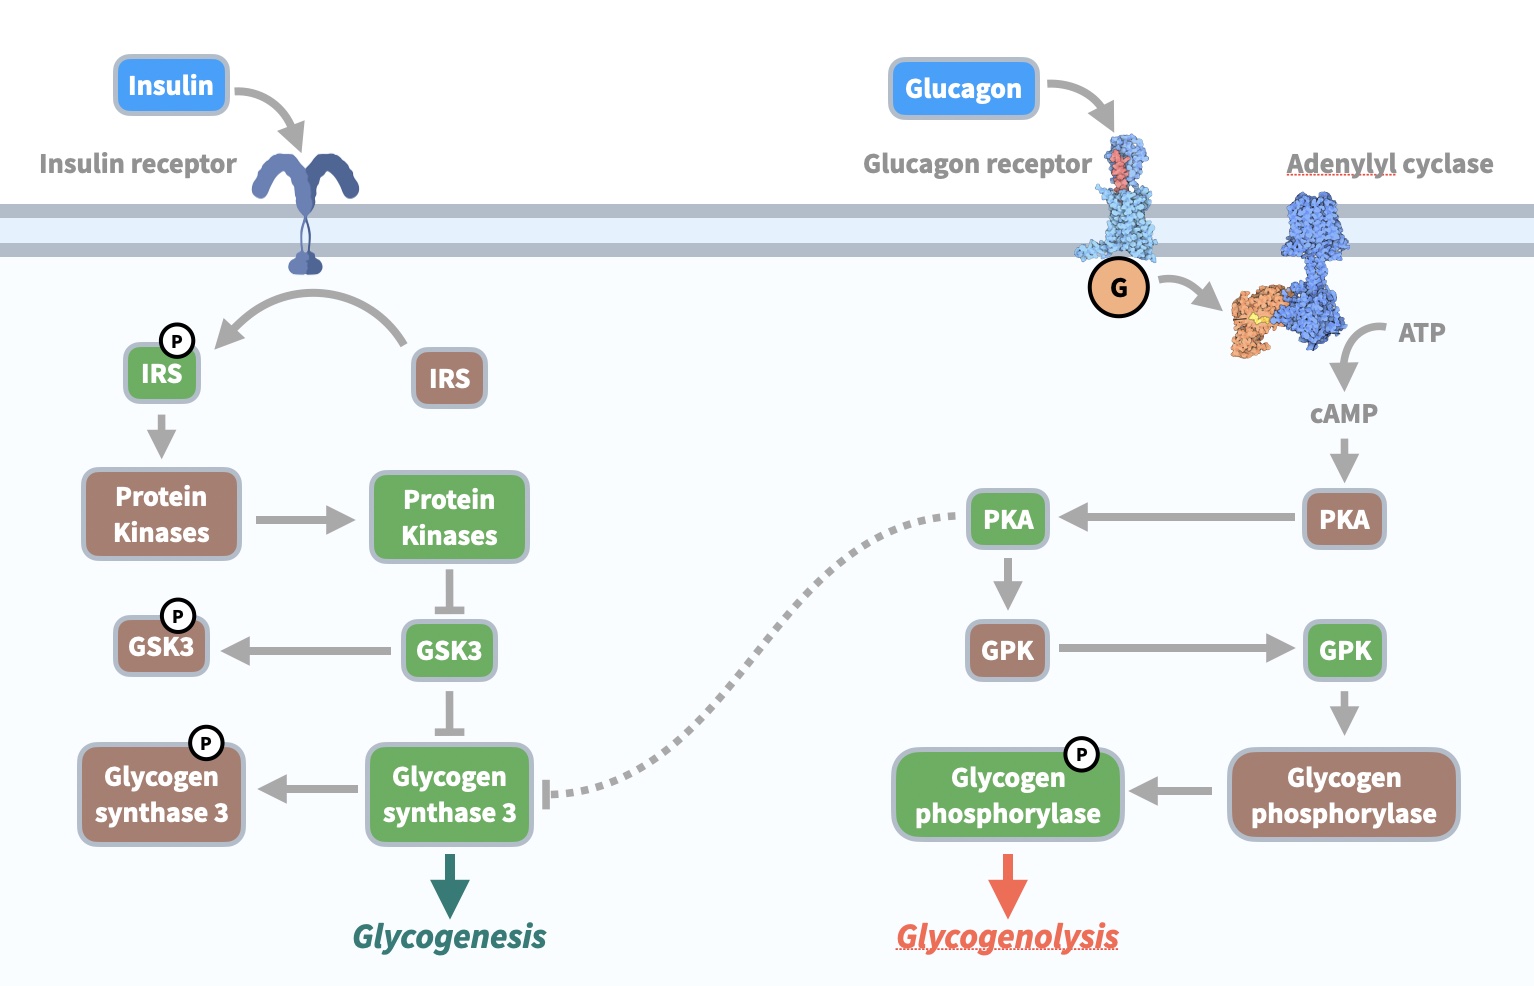 Insulin
Glucagon
Insulin receptor
Glucagon receptor
Adenylyl cyclase
G
ATP
P
IRS
IRS
cAMP
Protein
Kinases
Protein
Kinases
PKA
PKA
P
GSK3
GSK3
GPK
GPK
P
Glycogen
synthase 3
Glycogen
synthase 3
P
Glycogen
phosphorylase
Glycogen
phosphorylase
Glycogenesis
Glycogenolysis